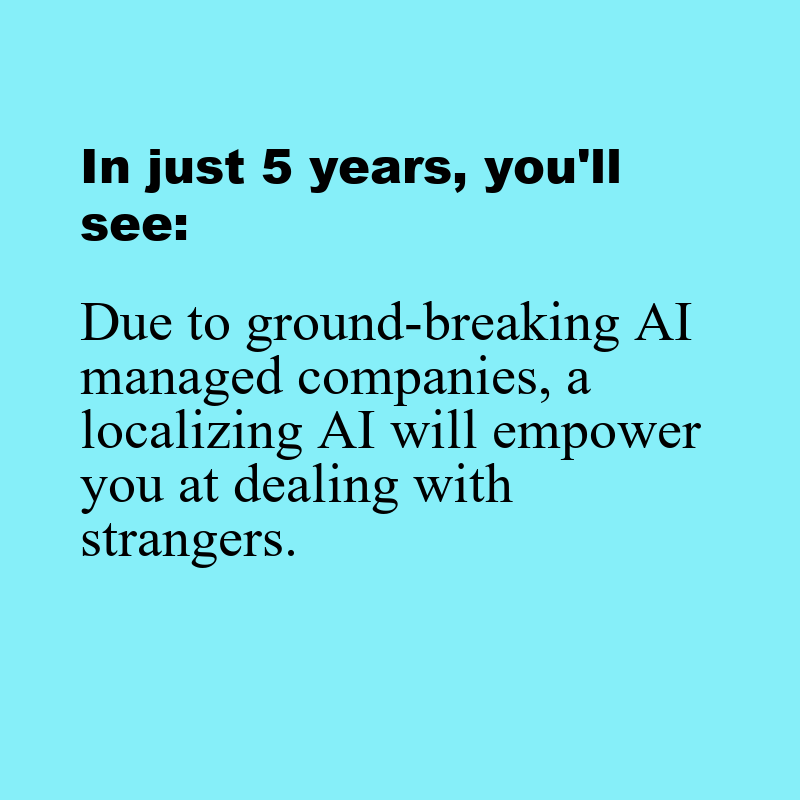 In just 5 years, you'll
see:
Due to ground-breaking AI
managed companies, a
localizing AI will empower
you at dealing with
strangers.